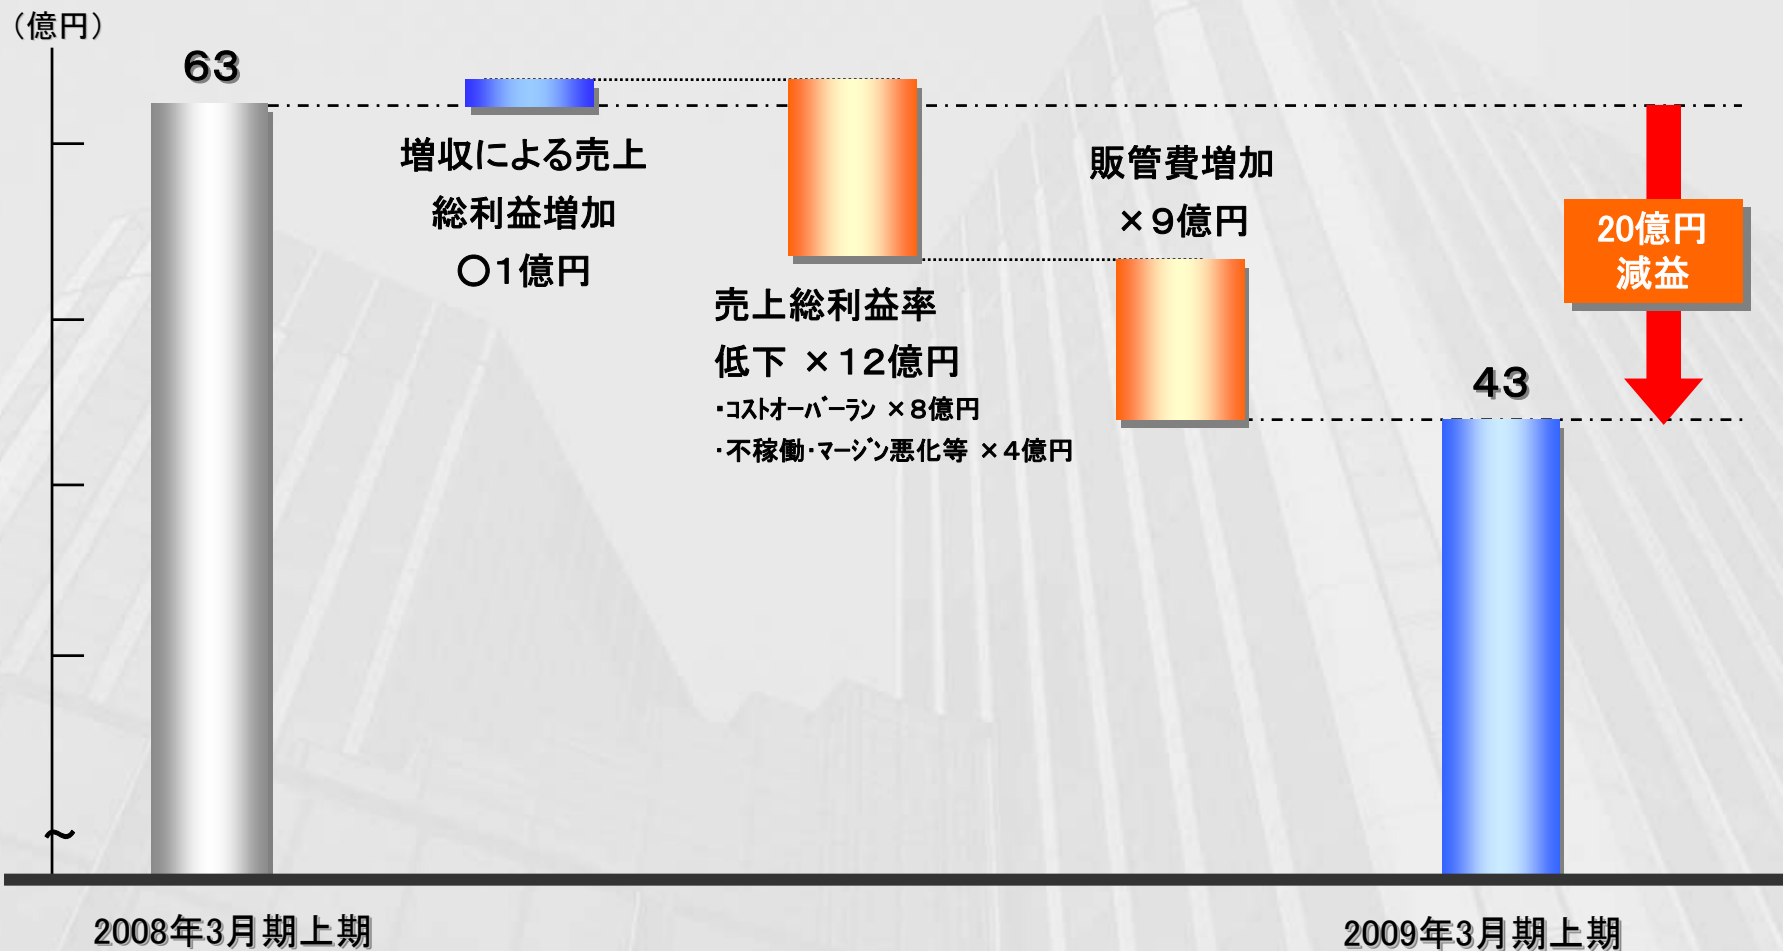 （億円）
63
増収による売上
総利益増加
○１億円
売上総利益率
低下 ×１２億円
・ｺｽﾄｵｰﾊﾞｰﾗﾝ ×８億円
・不稼働・ﾏｰｼﾞﾝ悪化等 ×４億円
販管費増加
×９億円
20億円
減益
43
～
2008年3月期上期
2009年3月期上期